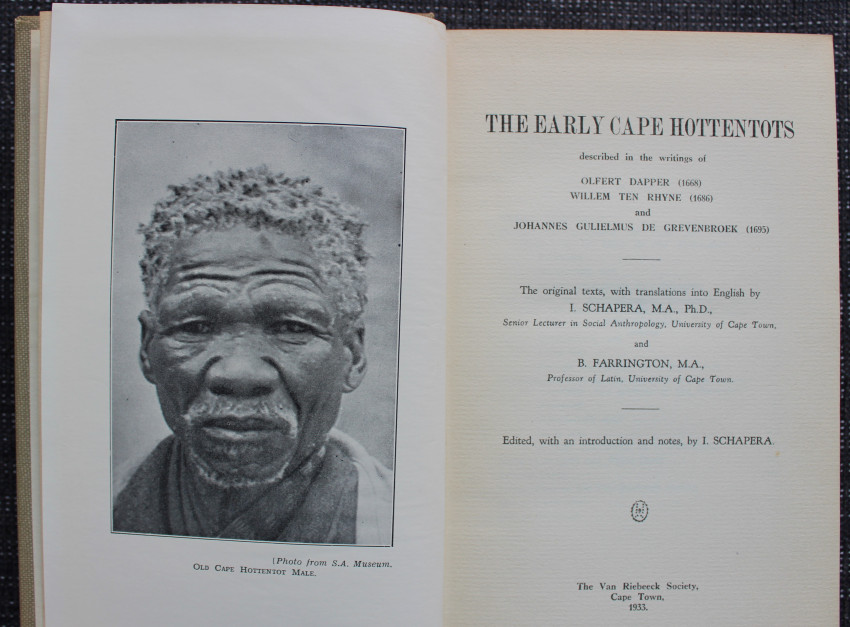 [Photo from S.A. Museum.
OLD CAPE HOTTENTOT MALE.
THE EARLY CAPE HOTTENTOTS
described in the writings of
OLFERT DAPPER (1668)
WILLEM TEN RHYNE (1686)
and
JOHANNES GULIELMUS DE GREVENBROEK (1695)
The original texts, with translations into English by
I. SCHAPERA, M.A., Ph.D.,
Senior Lecturer in Social Anthropology, University of Cape Town,
and
B. FARRINGTON, M.A.,
Professor of Latin, University of Cape Town.
Edited, with an introduction and notes, by I. SCHAPERA.
The Van Riebeeck Society,
Cape Town,
1933.